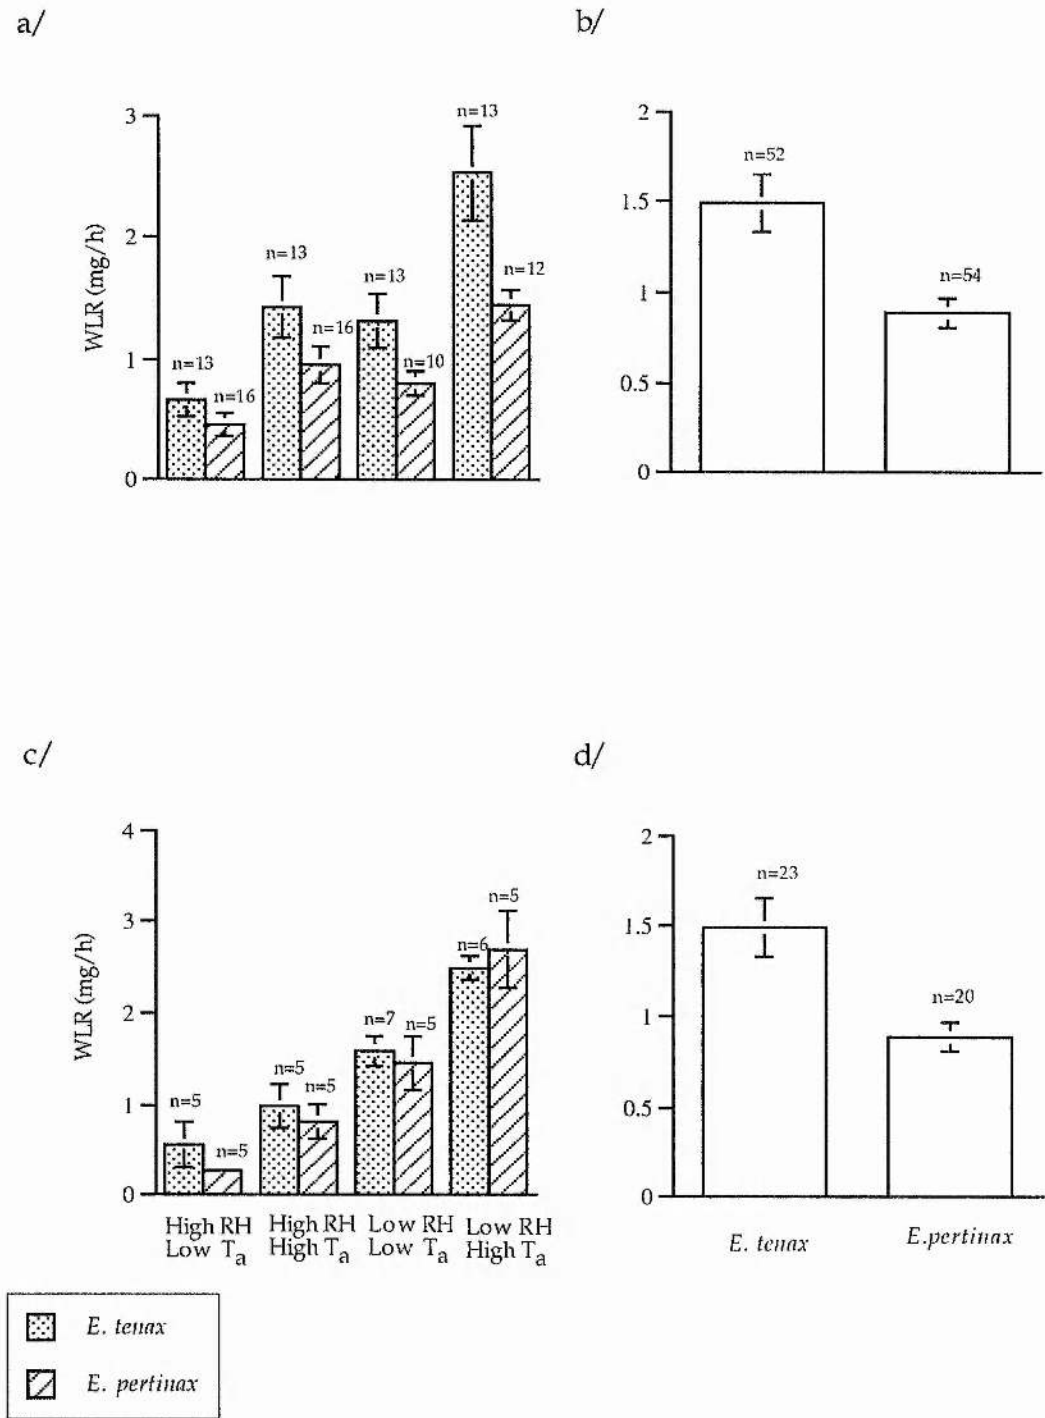 a/
b/
WLR (mg/h)
3
2
1
0
n=13
n=16
n=13
n=16
n=13
n=10
n=13
n=12
2
1.5
1
0.5
0
n=52
n=54
c/
d/
WLR (mg/h)
4
3
2
1
0
n=5
n=5
n=5
n=5
n=7
n=5
n=6
n=5
High RH
Low Ta
High RH
High Ta
Low RH
Low Ta
Low RH
High Ta
2
1.5
1
0.5
0
n=23
n=20
E. tenax
E.pertinax
E. tenax
E. pertinax